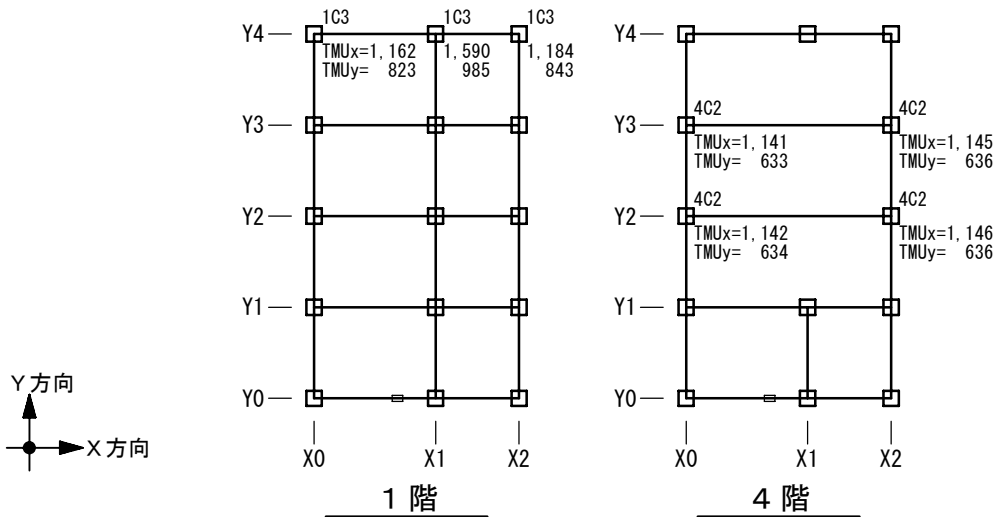 1C3 1C3 1C3
Y4
TMUx=1,162 1,590 1,184
TMUy= 823 985 843
Y3
Y2
Y1
Y0
X0 X1 X2
1階
Y4
4C2 4C2
Y3
TMUx=1,141 TMUx=1,145
TMUy= 633 TMUy= 636
4C2 4C2
Y2
TMUx=1,142 TMUx=1,146
TMUy= 634 TMUy= 636
Y1
Y0
X0 X1 X2
4階
Y方向
X方向